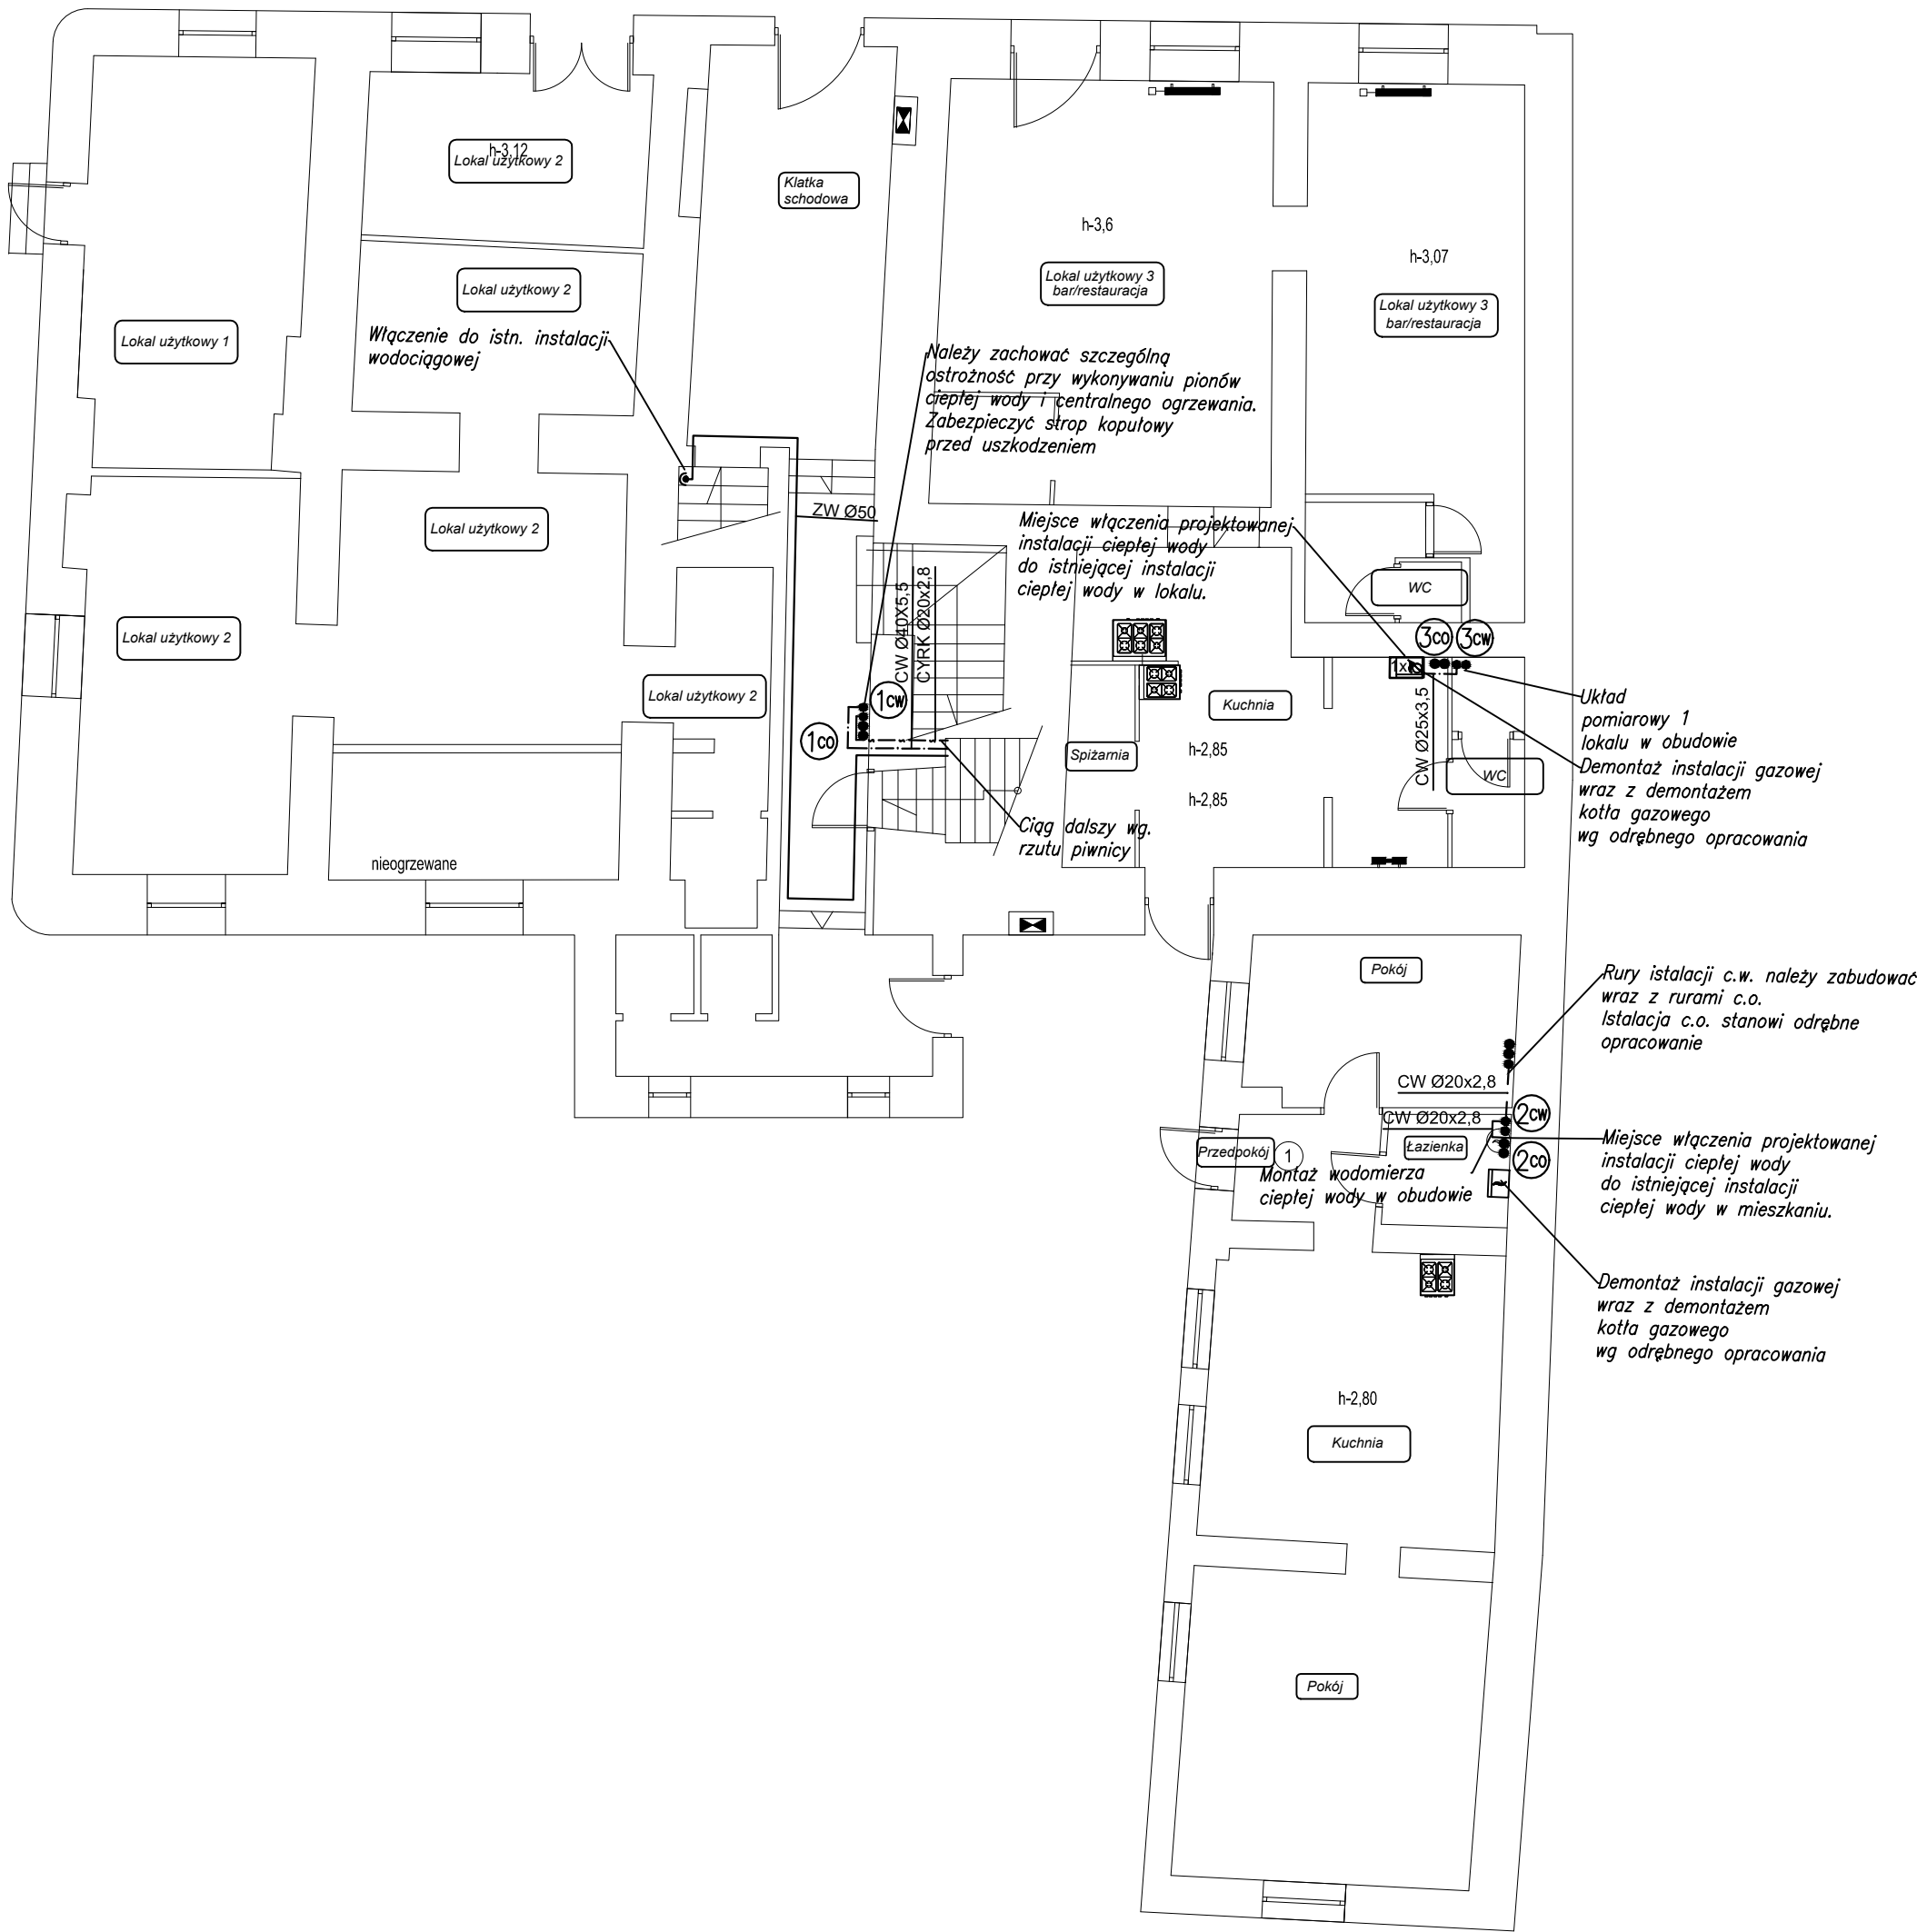 h-3,12
Lokal użytkowy 2
Klatka
schodowa
h-3,6
h-3,07
Lokal użytkowy 3
bar/restauracja
Lokal użytkowy 3
bar/restauracja
Lokal użytkowy 2
Lokal użytkowy 1
Włączenie do istn. instalacji
wodociągowej
Należy zachować szczególną
ostrożność przy wykonywaniu pionów
ciepłej wody i centralnego ogrzewania.
Zabezpieczyć strop kopułowy
przed uszkodzeniem
ZW Ø50
Lokal użytkowy 2
Miejsce włączenia projektowanej
instalacji ciepłej wody
do istniejącej instalacji
ciepłej wody w lokalu.
CW Ø40X5,5
CYRK Ø20x2,8
WC
Lokal użytkowy 2
3co
3cw
1x
Lokal użytkowy 2
1cw
1co
Kuchnia
CW Ø25x3,5
Układ
pomiarowy 1
lokalu w obudowie
Spiżarnia
h-2,85
WC
Demontaż instalacji gazowej
wraz z demontażem
kotła gazowego
wg odrębnego opracowania
h-2,85
Ciąg dalszy wg.
rzutu piwnicy
nieogrzewane
Pokój
Rury istalacji c.w. należy zabudować
wraz z rurami c.o.
Istalacja c.o. stanowi odrębne
opracowanie
CW Ø20x2,8
CW Ø20x2,8
2cw
Przedpokój
1
Łazienka
2co
Miejsce włączenia projektowanej
instalacji ciepłej wody
do istniejącej instalacji
ciepłej wody w mieszkaniu.
Montaż wodomierza
ciepłej wody w obudowie
Demontaż instalacji gazowej
wraz z demontażem
kotła gazowego
wg odrębnego opracowania
h-2,80
Kuchnia
Pokój